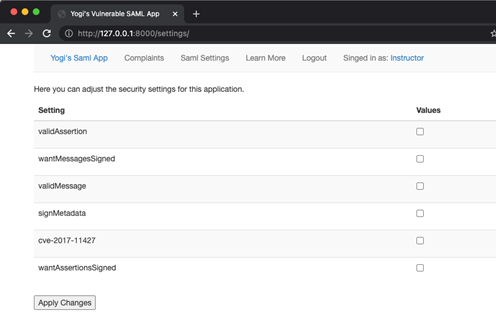 Yogi's Vulnerable SAML App
http://127.0.0.1:8000/settings/
Yogi's Saml App Complaints Saml Settings Learn More Logout Singed in as: Instructor
Here you can adjust the security settings for this application.
Setting Values
validAssertion
wantMessagesSigned
validMessage
signMetadata
cve-2017-11427
wantAssertionsSigned
Apply Changes